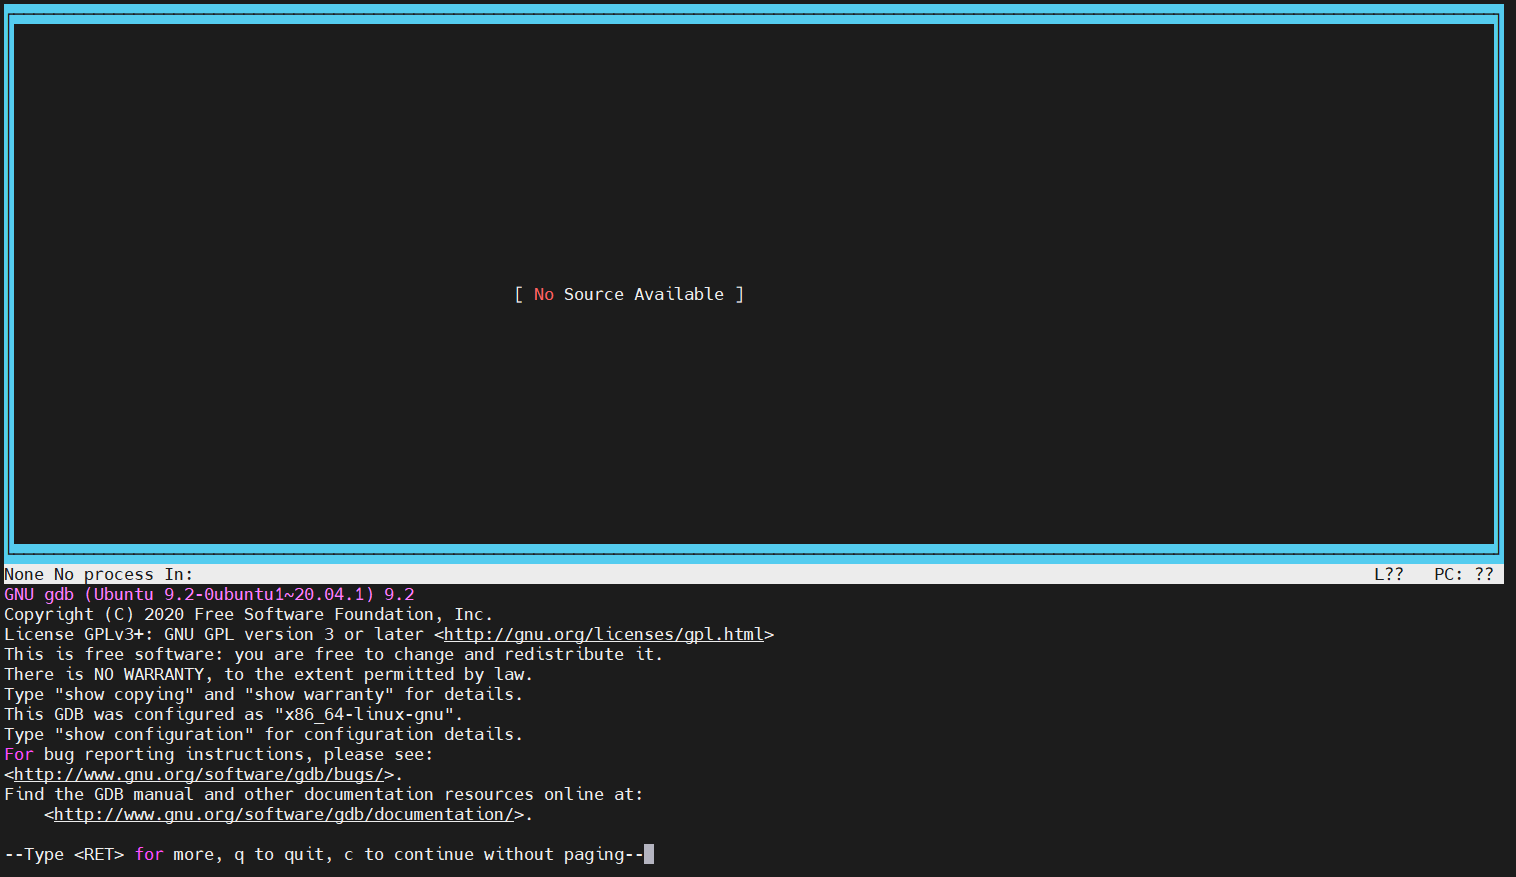 [ No Source Available ]
None No process In: L?? PC: ??
GNU gdb (Ubuntu 9.2-0ubuntu1~20.04.1) 9.2
Copyright (C) 2020 Free Software Foundation, Inc.
License GPLv3+: GNU GPL version 3 or later <http://gnu.org/licenses/gpl.html>
This is free software: you are free to change and redistribute it.
There is NO WARRANTY, to the extent permitted by law.
Type "show copying" and "show warranty" for details.
This GDB was configured as "x86_64-linux-gnu".
Type "show configuration" for configuration details.
For bug reporting instructions, please see:
<http://www.gnu.org/software/gdb/bugs/>.
Find the GDB manual and other documentation resources online at:
    <http://www.gnu.org/software/gdb/documentation/>.
--Type <RET> for more, q to quit, c to continue without paging--